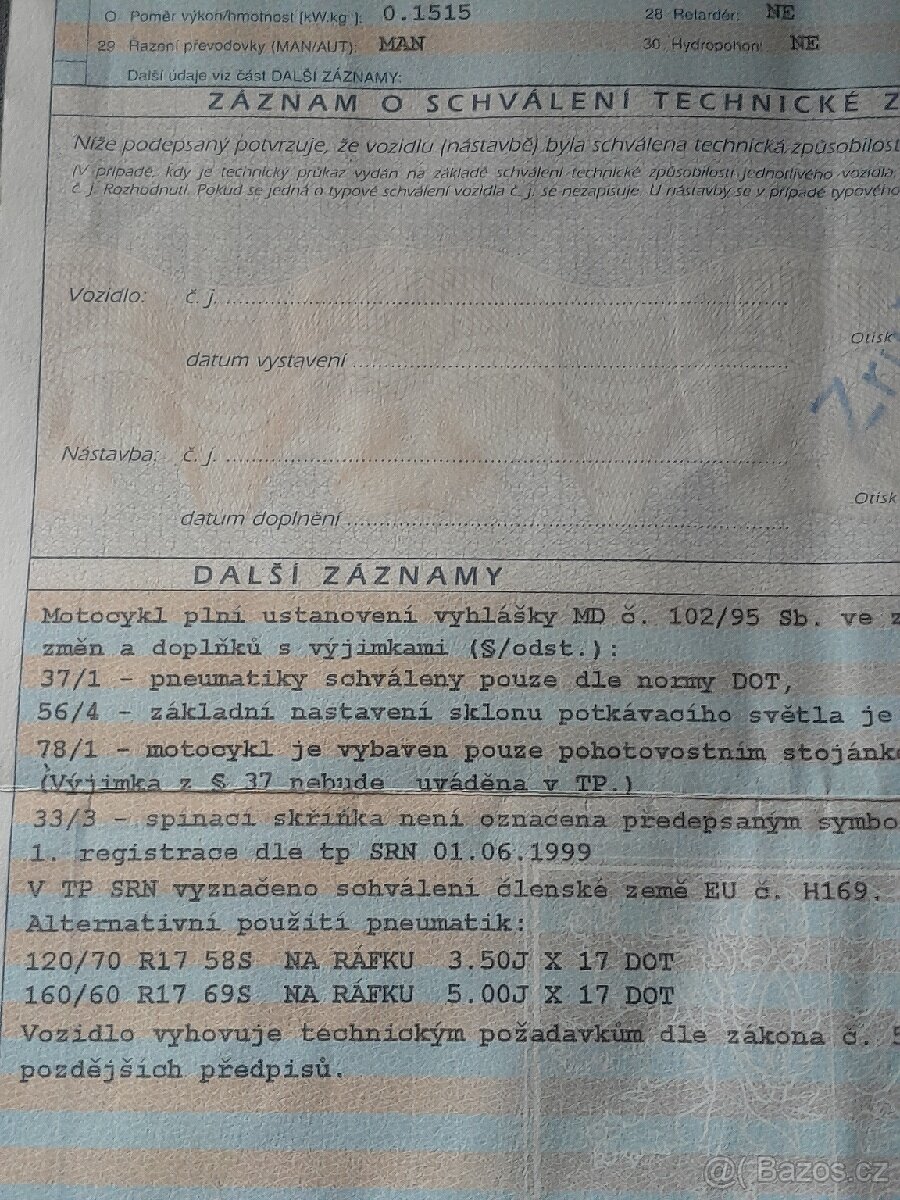 O Poměr výkon/hmotnost [kW.kg ]: 0.1515 28 Retardér: NE
29 Řazení převodovky (MAN/AUT): MAN 30 Hydropohon: NE
Další údaje viz část DALŠÍ ZÁZNAMY:
ZÁZNAM O SCHVÁLENÍ TECHNICKÉ Z
Níže podepsaný potvrzuje, že vozidlu (nástavbě) byla schválena technická způsobilost
(V případě, kdy je technický průkaz vydán na základě schválení technické způsobilosti jednotlivého vozidla,
č. j. Rozhodnutí. Pokud se jedná o typové schválení vozidla č. j. se nezapisuje. U nástavby se v případě typového
Vozidlo: č. j.
Otisk
datum vystavení
Nástavba: č. j.
Otisk
datum doplnění
DALŠÍ ZÁZNAMY
Motocykl plní ustanovení vyhlášky MD č. 102/95 Sb. ve z
změn a doplňků s výjimkami (§/odst.):
37/1 - pneumatiky schváleny pouze dle normy DOT,
56/4 - základní nastavení sklonu potkávacího světla je
78/1 - motocykl je vybaven pouze pohotovostním stojánk
(Výjimka z § 37 nebude uváděna v TP.)
33/3 - spínací skříňka není označena předepsaným symbo
1. registrace dle tp SRN 01.06.1999
V TP SRN vyznačeno schválení členské země EU č. H169.
Alternativní použití pneumatik:
120/70 R17 58S NA RÁFKU 3.50J X 17 DOT
160/60 R17 69S NA RÁFKU 5.00J X 17 DOT
Vozidlo vyhovuje technickým požadavkům dle zákona č. 5
pozdějších předpisů.
@( Bazos.cz